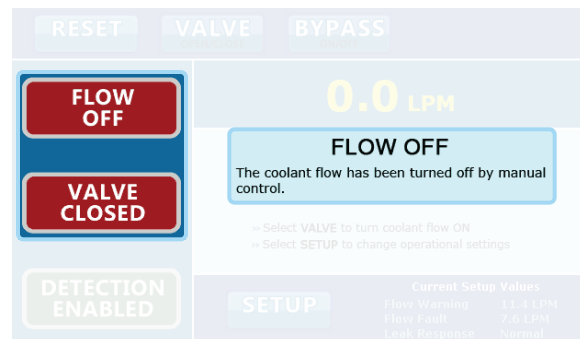 RESET VALVE BYPASS
FLOW
OFF
0.0 LPM
FLOW OFF
The coolant flow has been turned off by manual
control.
VALVE
CLOSED
» Select VALVE to turn coolant flow ON
» Select SETUP to change operational settings
DETECTION
ENABLED
SETUP
Current Setup Values
Flow Warning 11.4 LPM
Flow Fault 7.6 LPM
Leak Response Normal